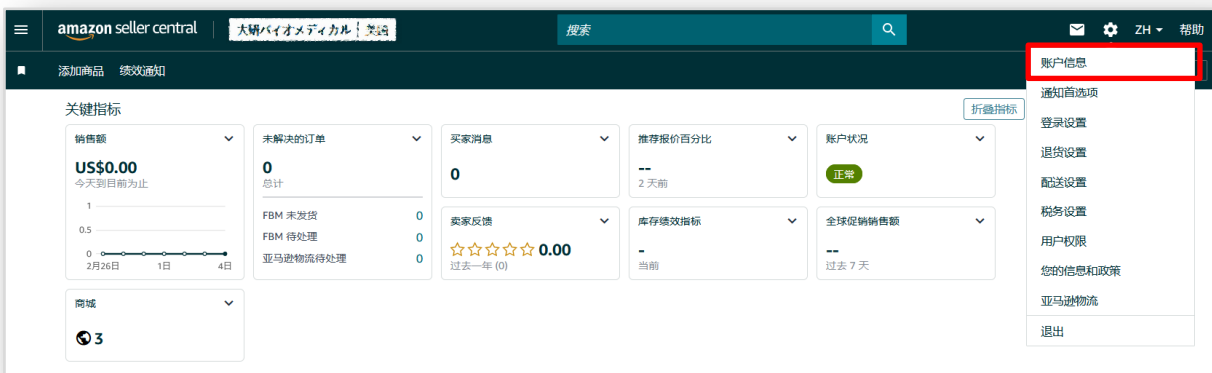 amazon seller central
大研バイオメディカル 美国
搜索
ZH
帮助
添加商品 绩效通知
账户信息
通知首选项
登录设置
退货设置
配送设置
税务设置
用户权限
您的信息和政策
亚马逊物流
退出
关键指标
折叠指标
销售额
US$0.00
今天到目前为止
1
0.5
0
2月26日 1日 4日
未解决的订单
0
总计
FBM 未发货 0
FBM 待处理 0
亚马逊物流待处理 0
买家消息
0
推荐报价百分比
--
2 天前
账户状况
正常
卖家反馈
0.00
过去一年 (0)
库存绩效指标
-
当前
全球促销销售额
--
过去 7 天
商城
3